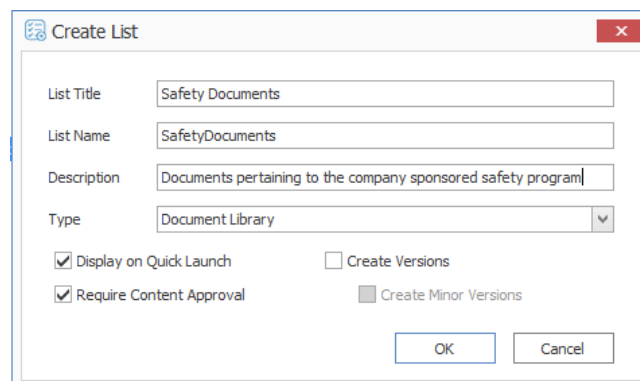 Create List
List Title Safety Documents
List Name SafetyDocuments
Description Documents pertaining to the company sponsored safety program
Type Document Library
Display on Quick Launch Create Versions
Require Content Approval Create Minor Versions
OK Cancel